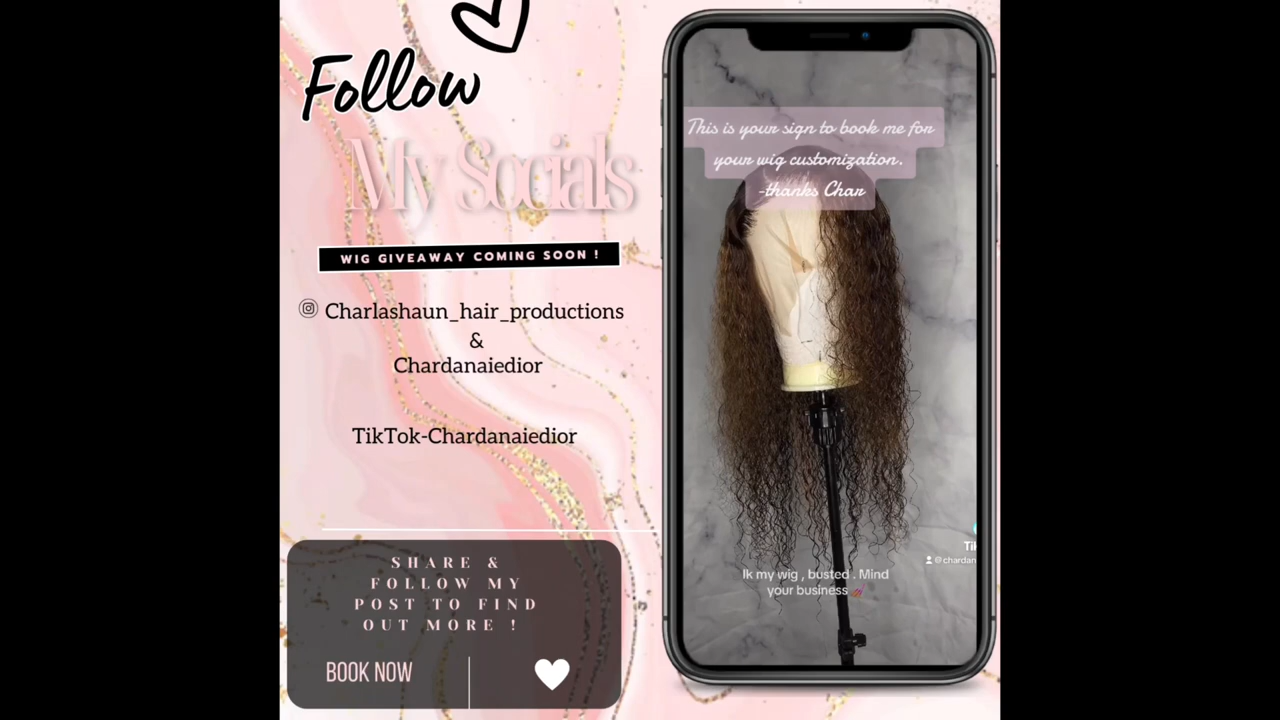 Follow
My Socials
WIG GIVEAWAY COMING SOON !
Charlashaun_hair_productions
&
Chardanaiedior
TikTok-Chardanaiedior
SHARE &
FOLLOW MY
POST TO FIND
OUT MORE !
BOOK NOW
This is your sign to book me for
your wig customization.
-thanks Char
Ik my wig , busted . Mind
your business 💅